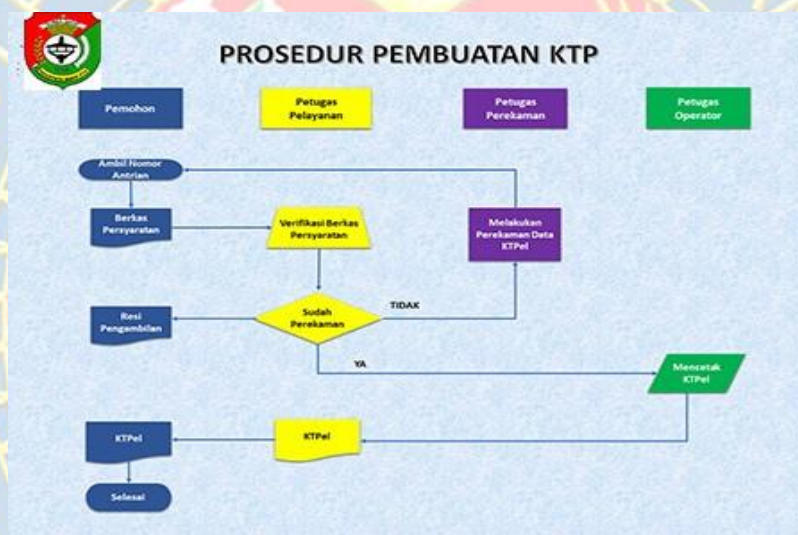 PROSEDUR PEMBUATAN KTP
Pemohon
Petugas
Pelayanan
Petugas
Perekaman
Petugas
Operator
Ambil Nomor
Antrian
Berkas
Persyaratan
Verifikasi Berkas
Persyaratan
Melakukan
Perekaman Data
KTPel
Resi
Pengambilan
Sudah
Perekaman
TIDAK
YA
Mencetak
KTPel
KTPel
KTPel
Selesai